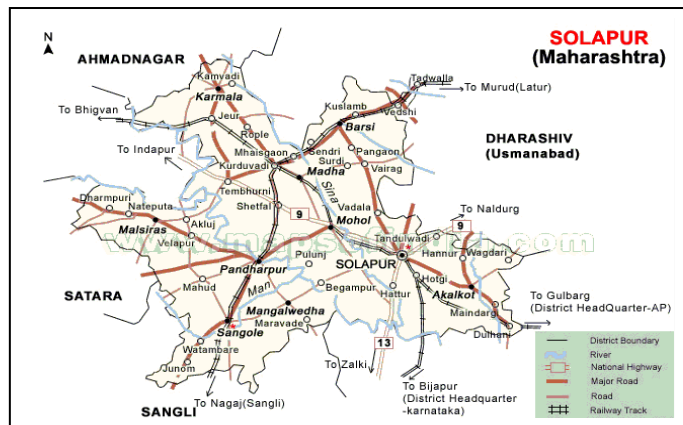 SOLAPUR
(Maharashtra)
N
AHMADNAGAR
Kamvadi
Karmala
Tadwalla
To Murud(Latur)
To Bhigvan
Jeur
Kuslamb
Vedshi
Rople
Barsi
DHARASHIV
(Usmanabad)
To Indapur
Mhaisgaon
Sendri
Pangaon
Surdi
Kurduvadi
Madha
Vairag
Tembhurni
Sina
Dharmpuri
Shetfal
Nateputa
9
Vadala
To Naldurg
Akluj
Mohol
9
Malsiras
Tandulwadi
Velapur
Hannur
Wagdari
Pulunj
SOLAPUR
Pandharpur
Hotgi
SATARA
Mahud
Man
Begampur
Hattur
Akalkot
To Gulbarg
(District HeadQuarter-AP)
Mangalwedha
Maindarg
Maravade
Sangole
Dulhani
Watambare
13
Junom
To Zalki
To Bijapur
(District Headquarter
-karnataka)
To Nagaj(Sangli)
SANGLI
District Boundary
River
National Highway
Major Road
Road
Railway Track